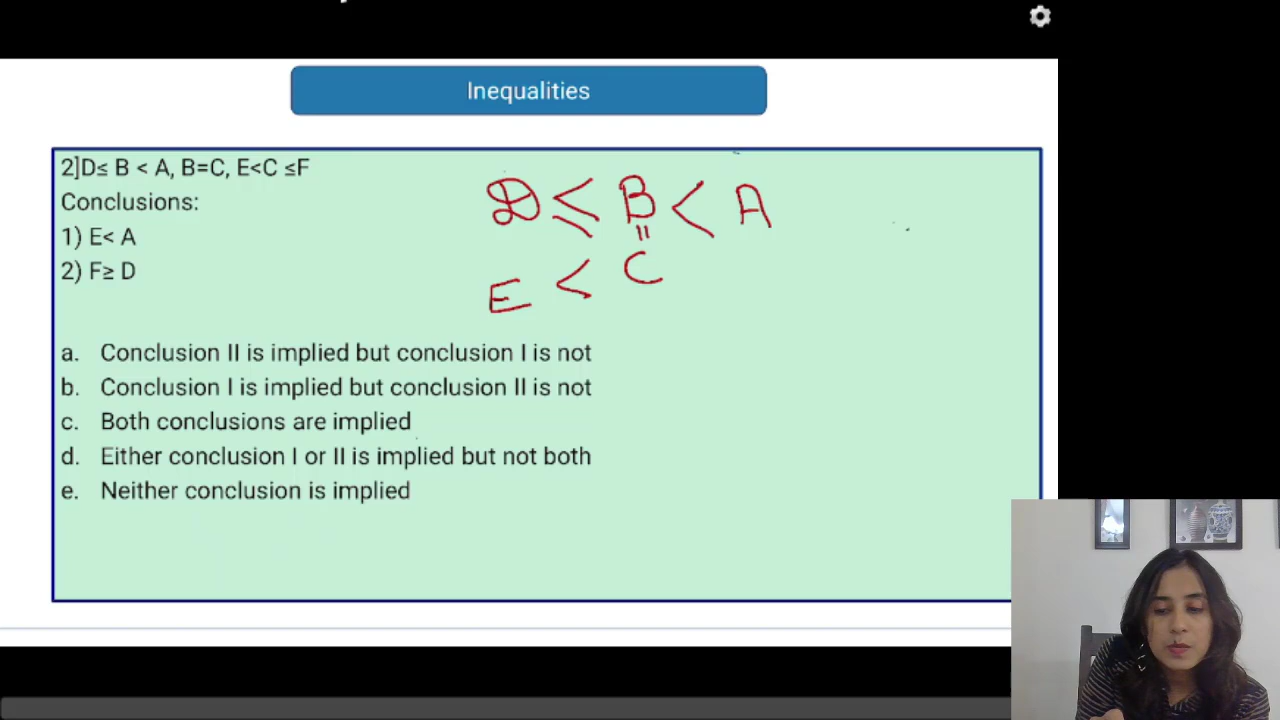 Inequalities
2]D≤ B < A, B=C, E<C ≤F
Conclusions:
1) E< A
2) F≥ D
D ≤ B < A
=
E < C
a. Conclusion II is implied but conclusion I is not
b. Conclusion I is implied but conclusion II is not
c. Both conclusions are implied
d. Either conclusion I or II is implied but not both
e. Neither conclusion is implied